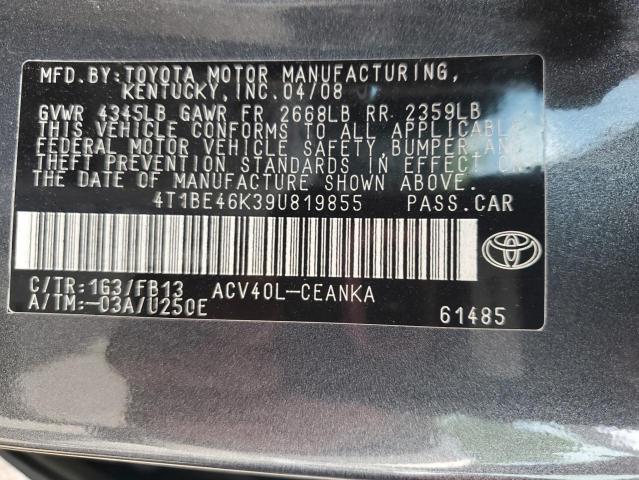 MFD. BY: TOYOTA MOTOR MANUFACTURING,
KENTUCKY, INC. 04/08
GVWR 4345LB GAWR FR 2668LB RR 2359LB
THIS VEHICLE CONFORMS TO ALL APPLICABLE
FEDERAL MOTOR VEHICLE SAFETY BUMPER AND
THEFT PREVENTION STANDARDS IN EFFECT ON
THE DATE OF MANUFACTURE SHOWN ABOVE.
4T1BE46K39U819855 PASS.CAR
C/TR:1G3/FB13 ACV40L-CEANKA
A/TM:-03A/U250E
61485